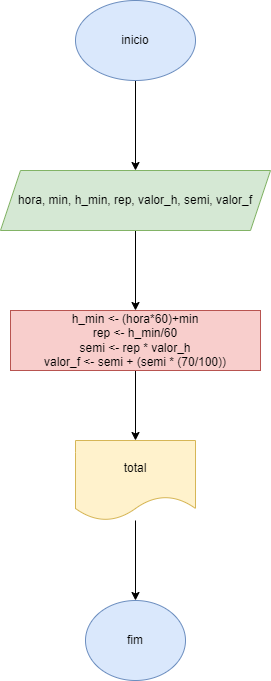 inicio
hora, min, h_min, rep, valor_h, semi, valor_f
h_min <- (hora*60)+min
rep <- h_min/60
semi <- rep * valor_h
valor_f <- semi + (semi * (70/100))
total
fim